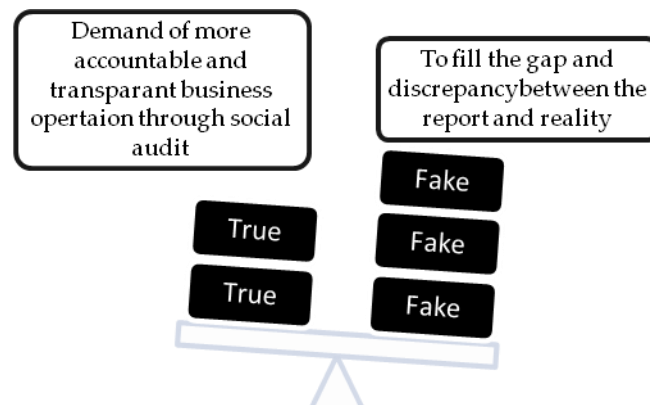 Demand of more
accountable and
transparant business
opertaion through social
audit
To fill the gap and
discrepancybetween the
report and reality
Fake
True
Fake
True
Fake